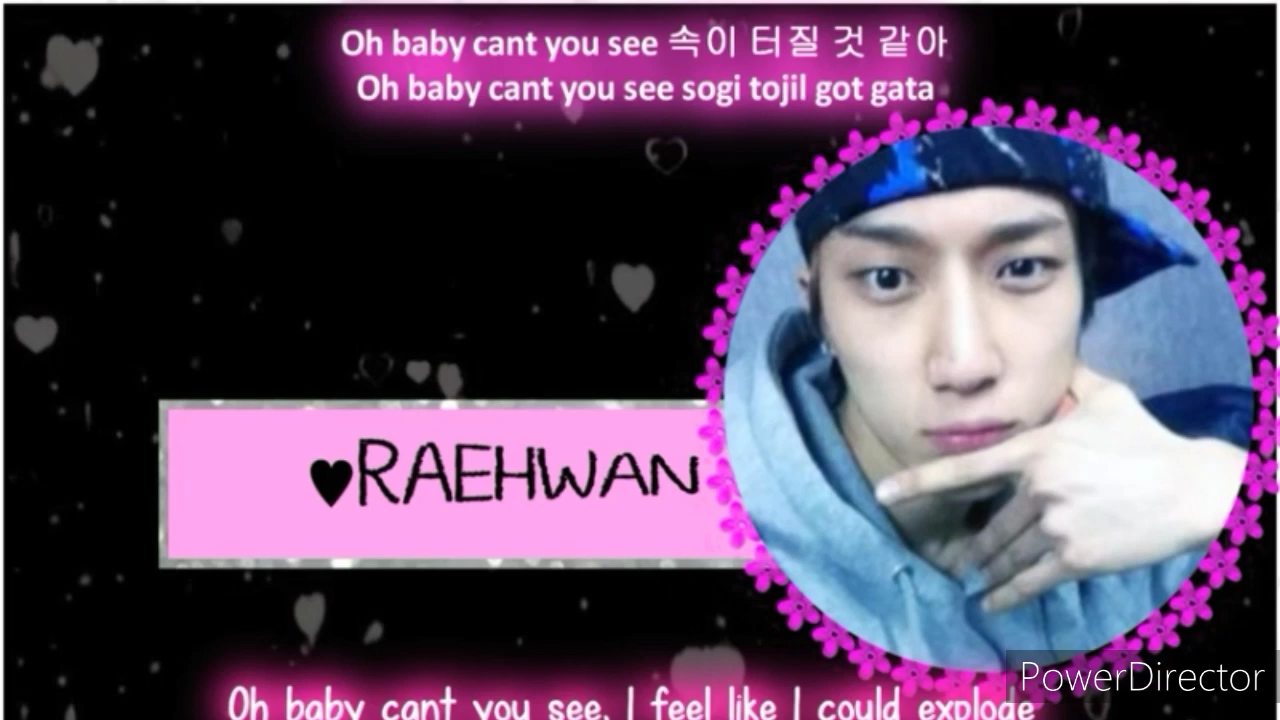 Oh baby cant you see 속이 터질 것 같아
Oh baby cant you see sogi tojil got gata
♥RAEHWAN
Oh baby cant you see, I feel like I could explode
PowerDirector